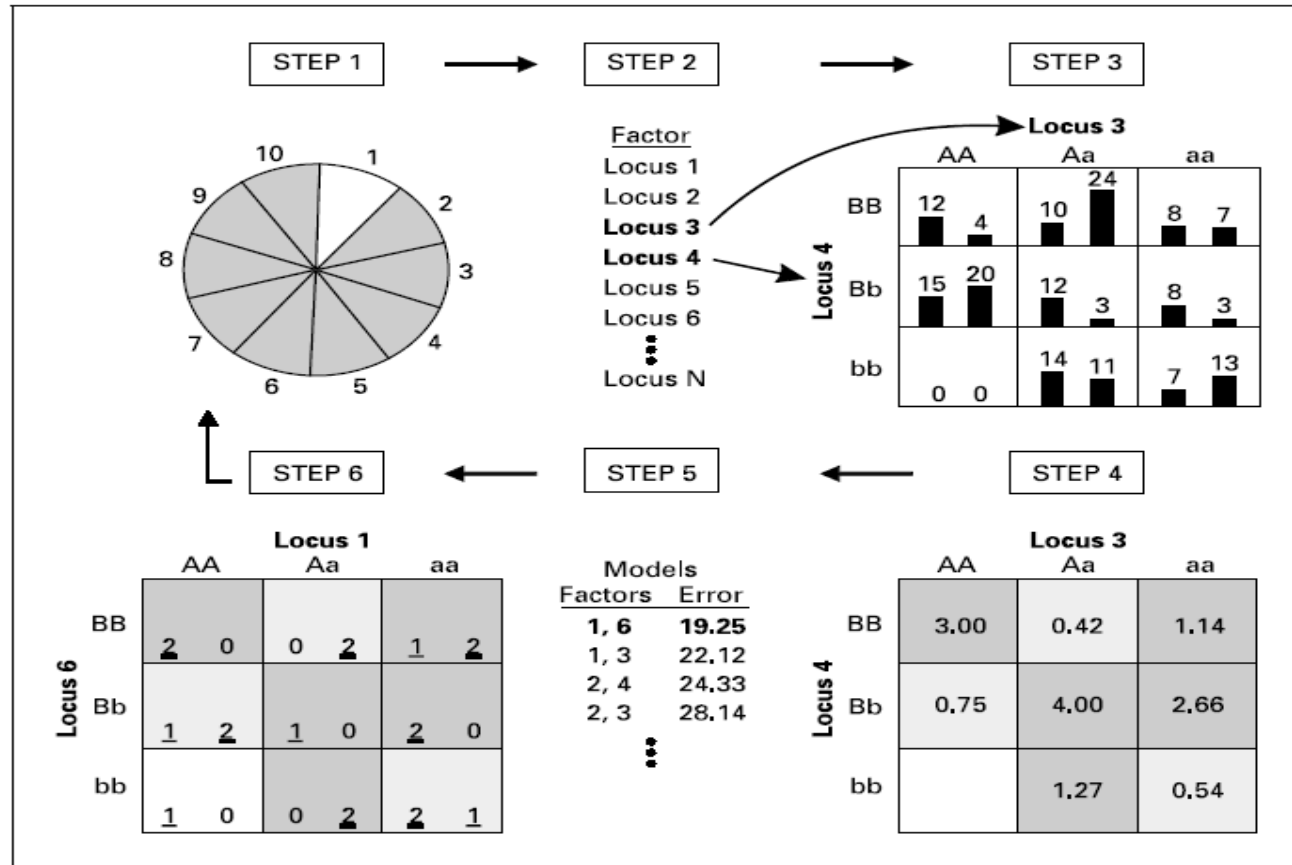 STEP 1
STEP 2
STEP 3
10 1
9 2
8 3
7 4
6 5
Factor
Locus 1
Locus 2
Locus 3
Locus 4
Locus 5
Locus 6
Locus N
Locus 3
AA Aa aa
Locus 4
BB 12 4 10 24 8 7
Bb 15 20 12 3 8 3
bb 0 0 14 11 7 13
STEP 6
STEP 5
STEP 4
Locus 1
AA Aa aa
Locus 6
BB 2 0 0 2 1 2
Bb 1 2 1 0 2 0
bb 1 0 0 2 2 1
Models
Factors Error
1, 6 19.25
1, 3 22.12
2, 4 24.33
2, 3 28.14
Locus 3
AA Aa aa
Locus 4
BB 3.00 0.42 1.14
Bb 0.75 4.00 2.66
bb 1.27 0.54